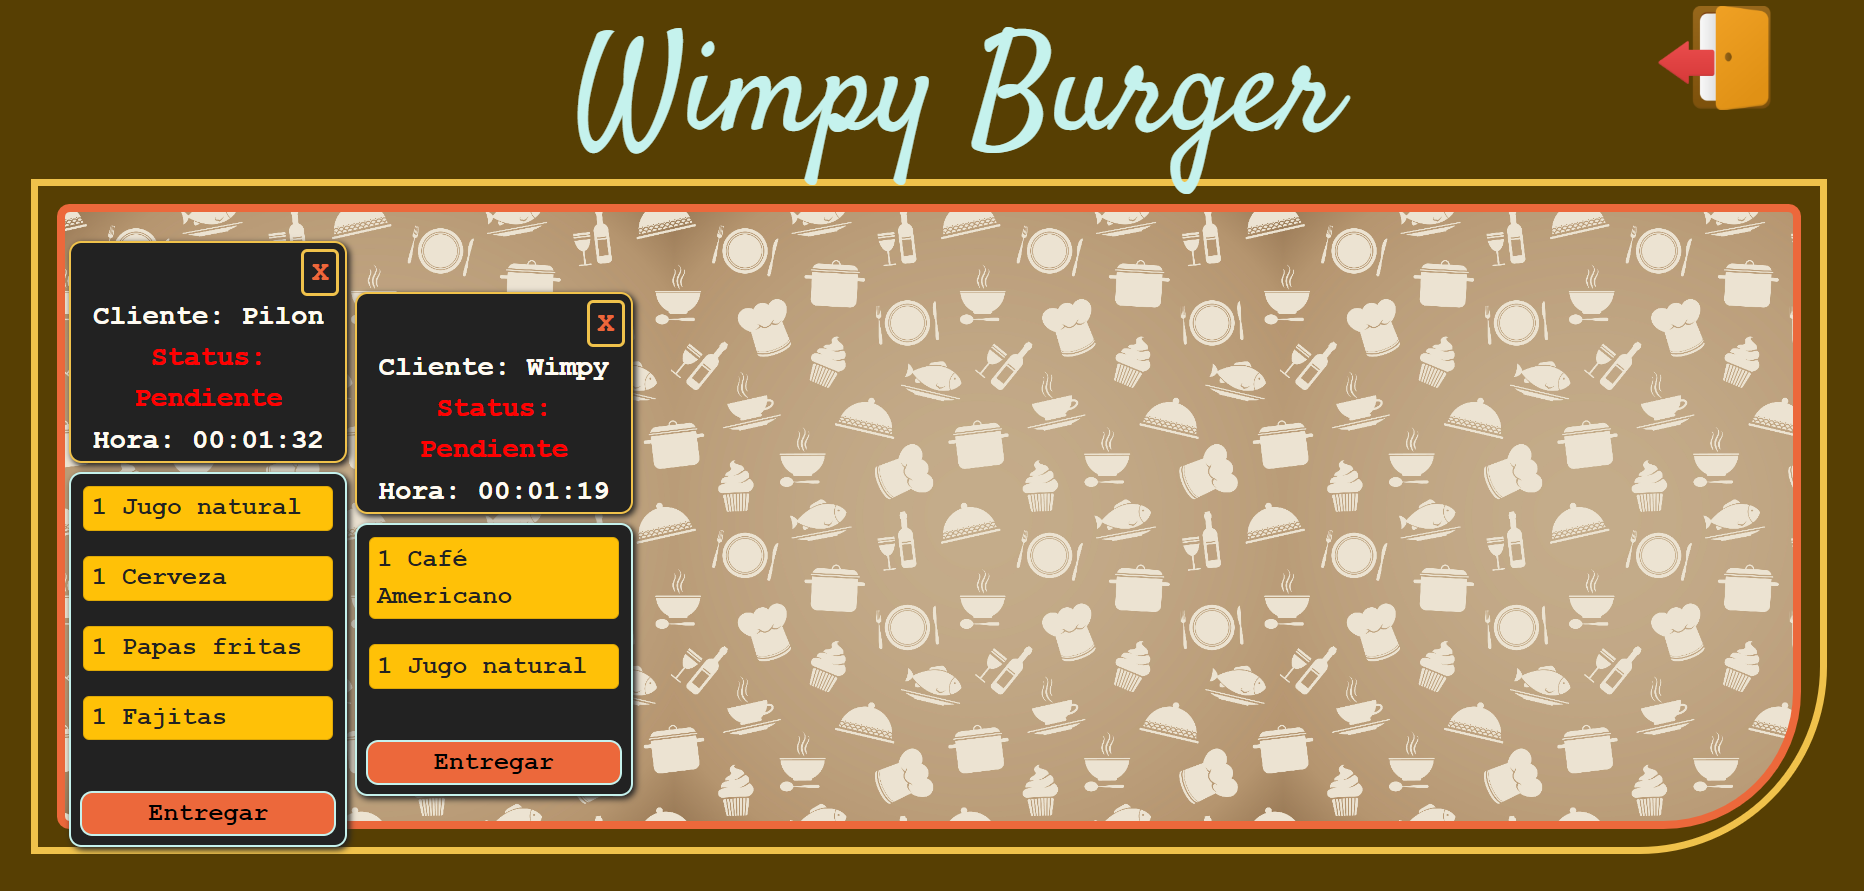 Wimpy Burger
X
Cliente: Pilon
Status:
Pendiente
Hora: 00:01:32
1 Jugo natural
1 Cerveza
1 Papas fritas
1 Fajitas
Entregar
X
Cliente: Wimpy
Status:
Pendiente
Hora: 00:01:19
1 Café
Americano
1 Jugo natural
Entregar